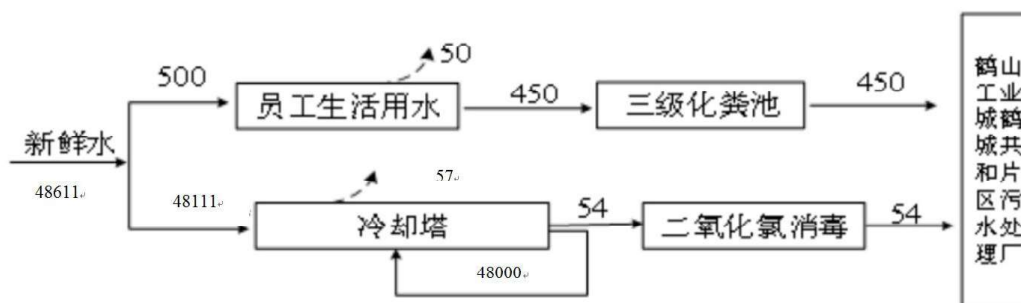 50
500
员工生活用水
450
三级化粪池
450
新鲜水
48611
48111
57
冷却塔
54
二氧化氯消毒
54
48000
鹤山
工业
城鹤
城共
和片
区污
水处
理厂